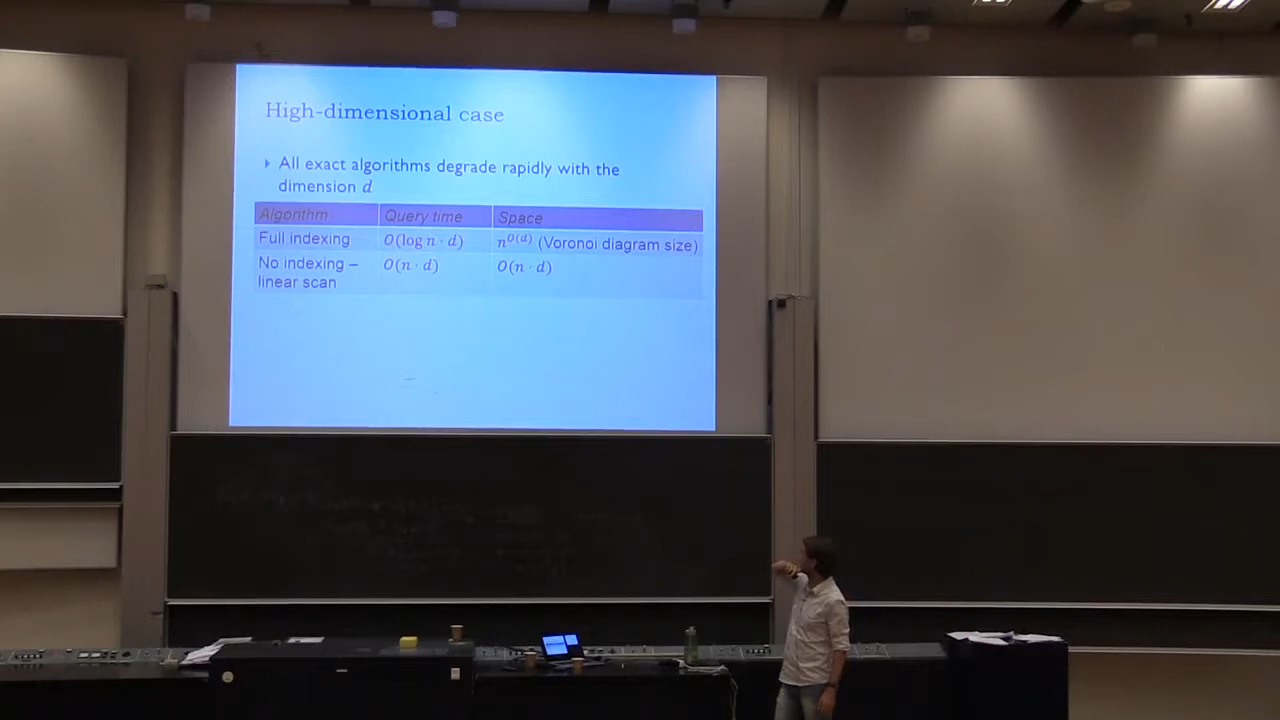 High-dimensional case
All exact algorithms degrade rapidly with the
dimension d
Algorithm Query time Space
Full indexing O(log n · d) n^{O(d)} (Voronoi diagram size)
No indexing – O(n · d) O(n · d)
linear scan